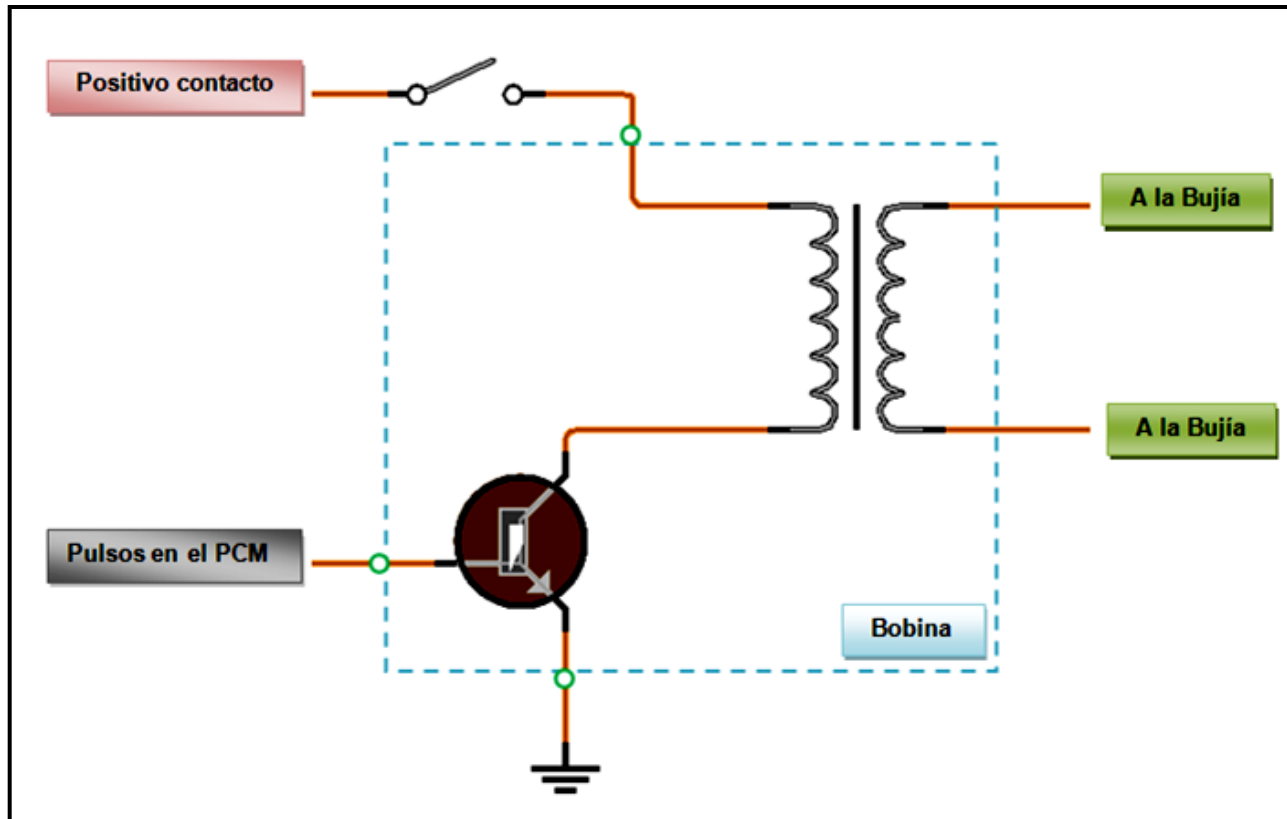 Positivo contacto
A la Bujía
A la Bujía
Pulsos en el PCM
Bobina